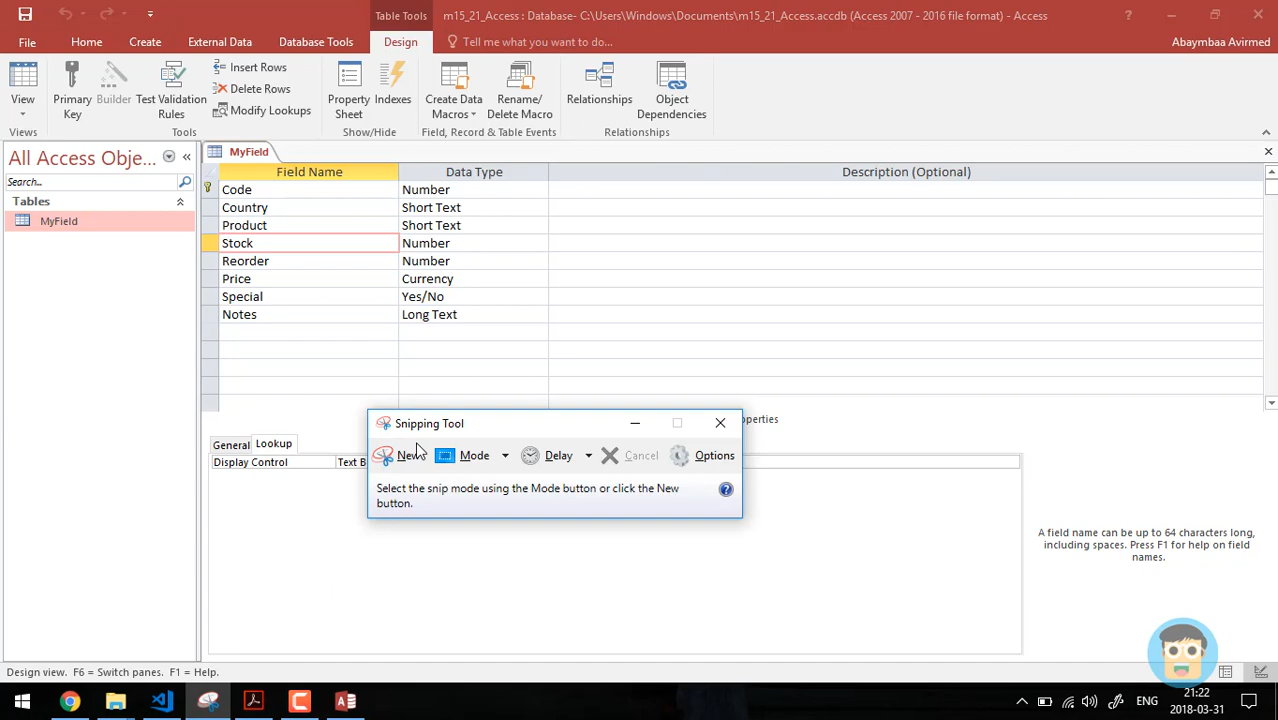 Table Tools
m15_21_Access : Database- C:\Users\Windows\Documents\m15_21_Access.accdb (Access 2007 - 2016 file format) - Access
?
File Home Create External Data Database Tools Design Tell me what you want to do... Abaymbaa Avirmed
View
Primary Key
Builder
Test Validation Rules
Insert Rows
Delete Rows
Modify Lookups
Property Sheet
Indexes
Create Data Macros
Rename/ Delete Macro
Relationships
Object Dependencies
Views
Tools
Show/Hide
Field, Record & Table Events
Relationships
All Access Obje...
Search...
Tables
MyField
MyField
Field Name Data Type Description (Optional)
Code Number
Country Short Text
Product Short Text
Stock Number
Reorder Number
Price Currency
Special Yes/No
Notes Long Text
operties
General Lookup
Display Control Text B
Snipping Tool
New Mode Delay Cancel Options
Select the snip mode using the Mode button or click the New
button.
?
A field name can be up to 64 characters long,
including spaces. Press F1 for help on field
names.
Design view. F6 = Switch panes. F1 = Help.
ENG
21:22
2018-03-31